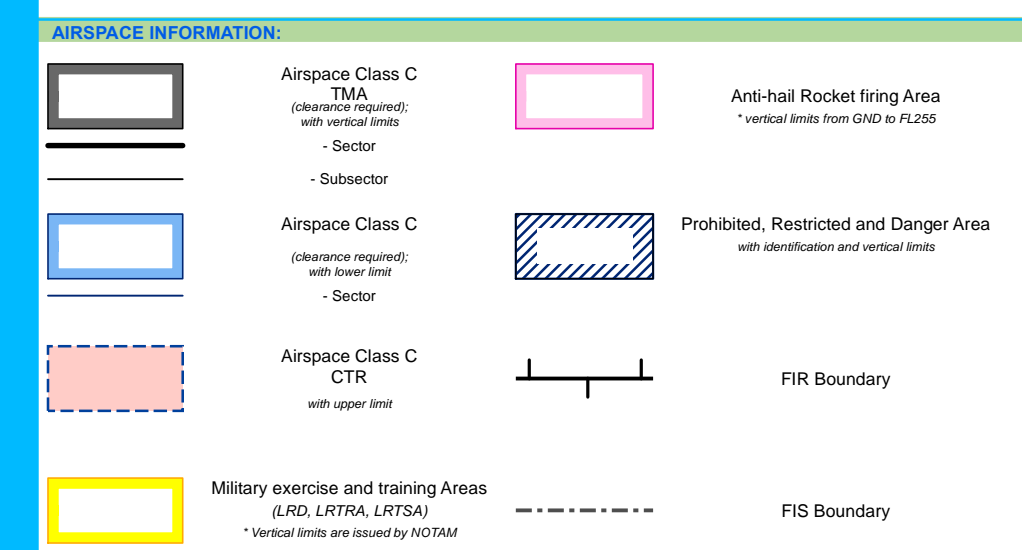 AIRSPACE INFORMATION:
Airspace Class C
TMA
(clearance required);
with vertical limits
- Sector
- Subsector
Airspace Class C
(clearance required);
with lower limit
- Sector
Airspace Class C
CTR
with upper limit
Military exercise and training Areas
(LRD, LRTRA, LRTSA)
* Vertical limits are issued by NOTAM
Anti-hail Rocket firing Area
* vertical limits from GND to FL255
Prohibited, Restricted and Danger Area
with identification and vertical limits
FIR Boundary
FIS Boundary